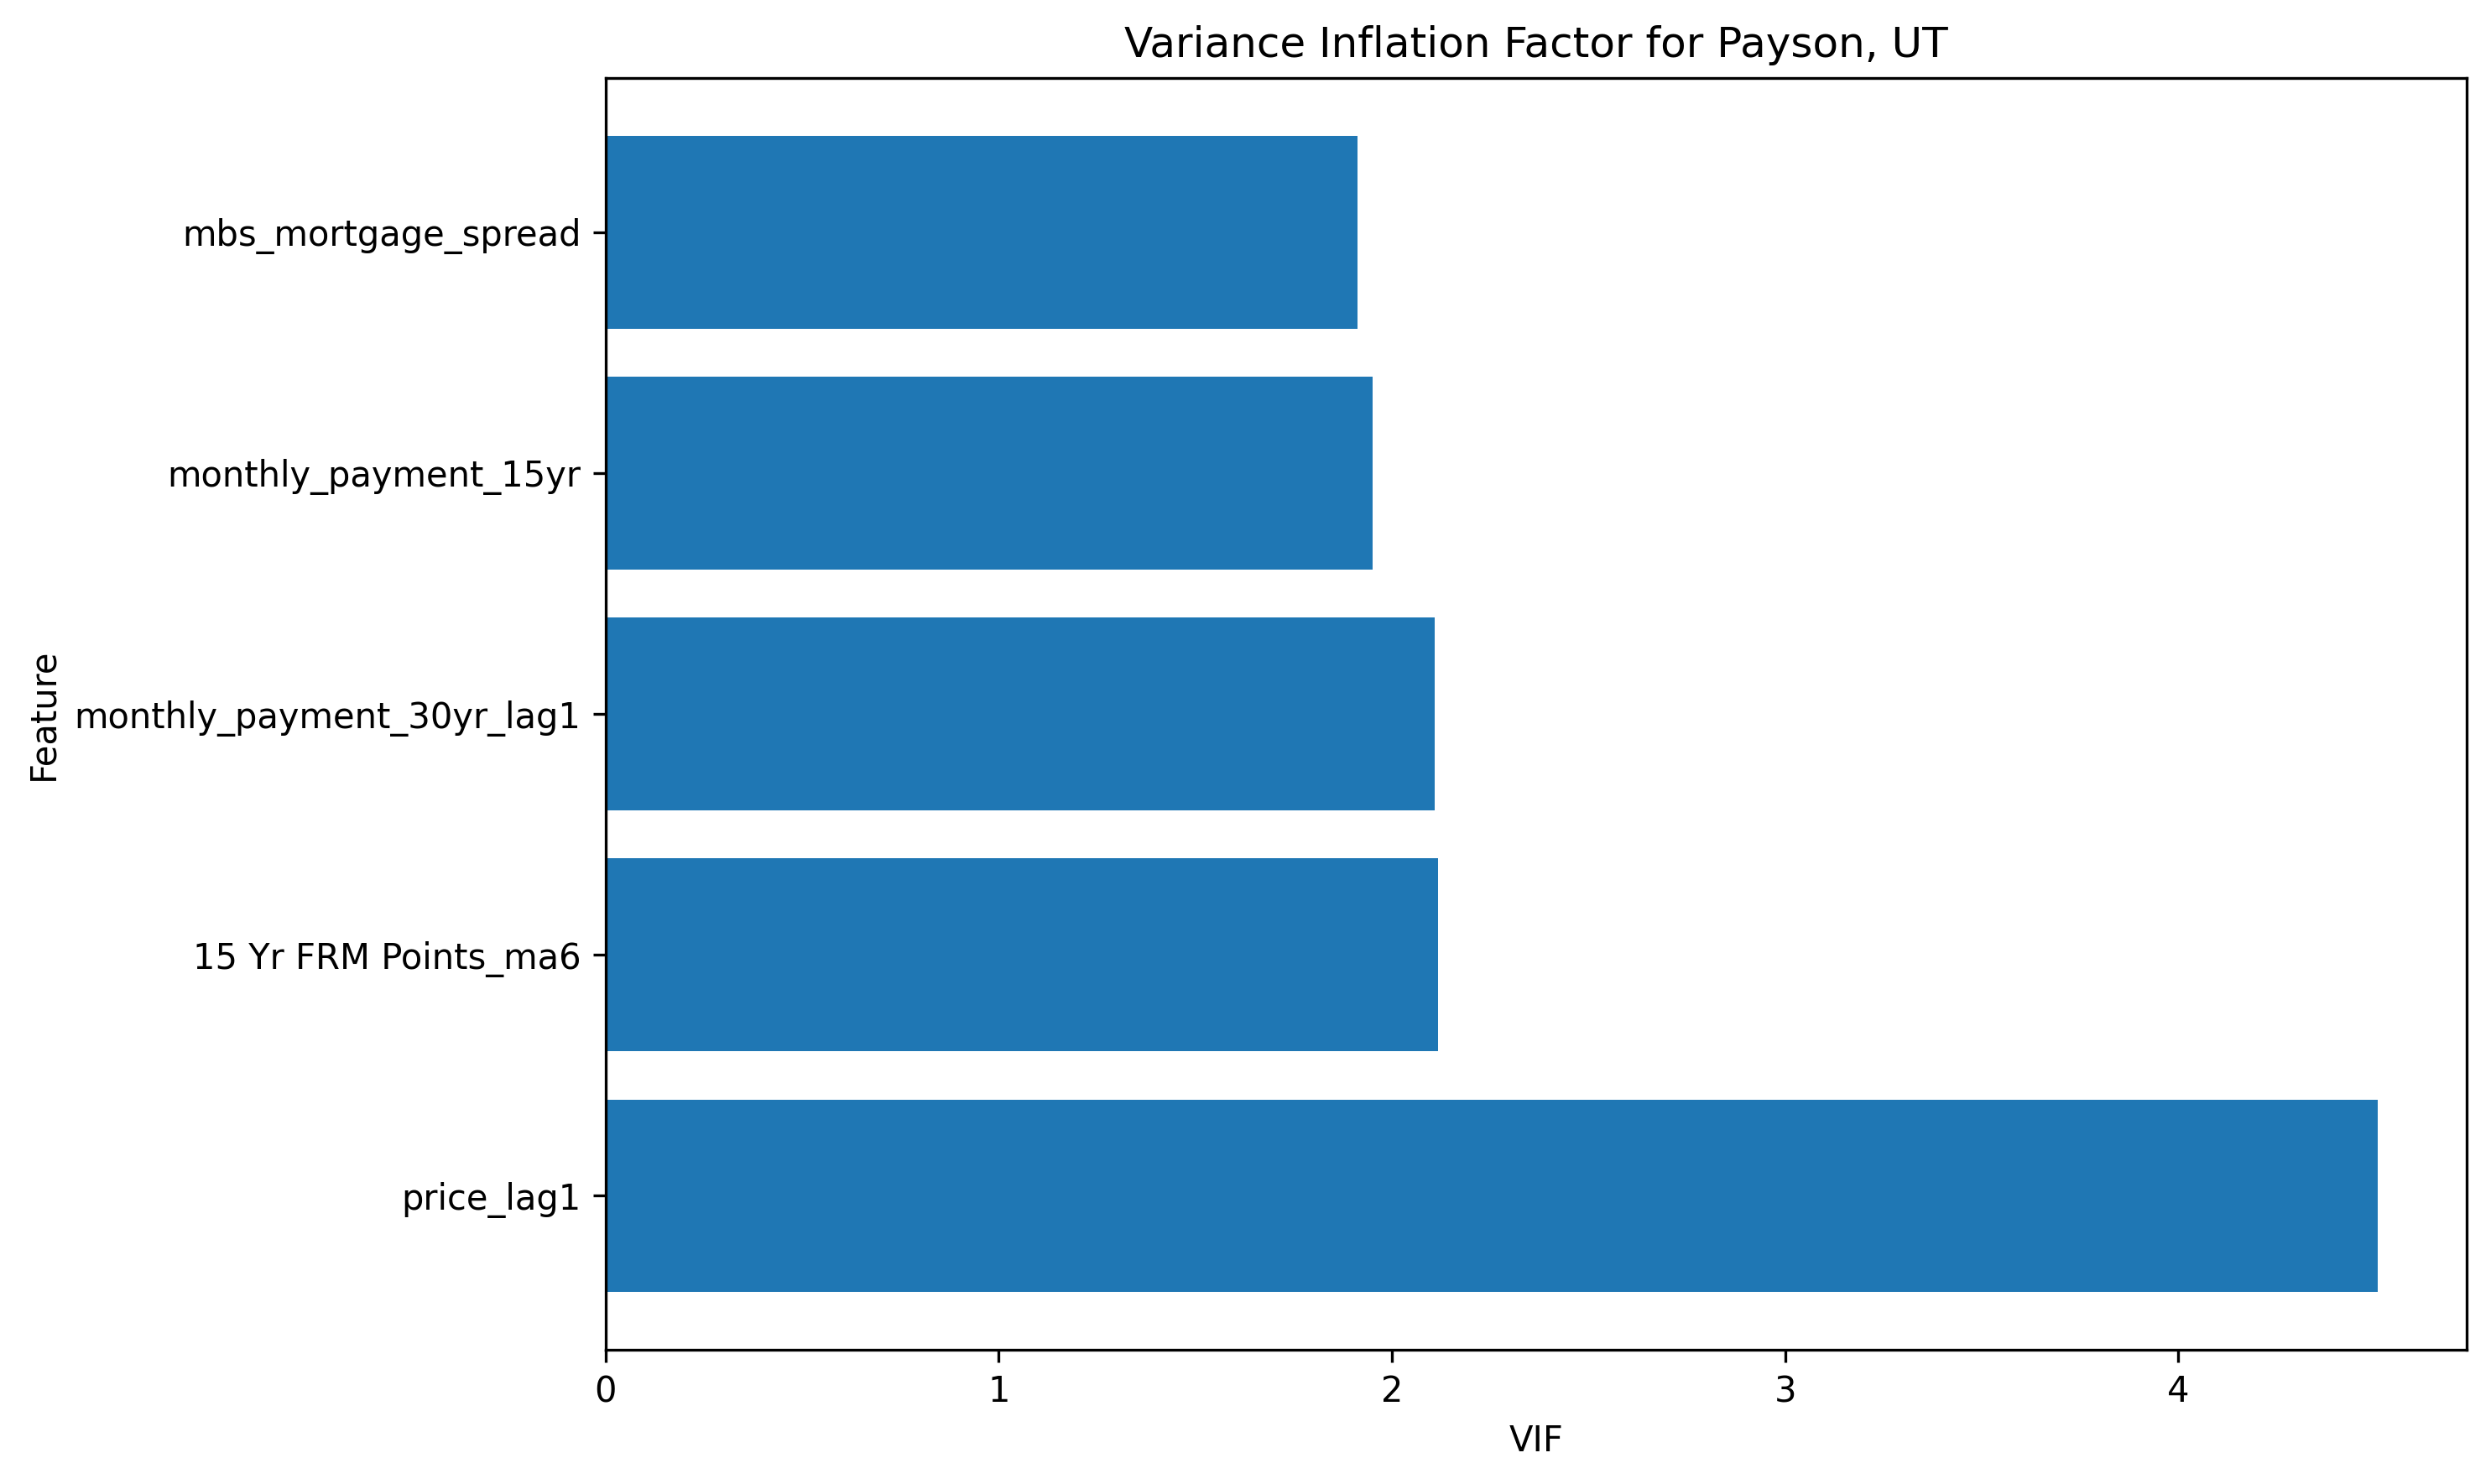 Variance Inflation Factor for Payson, UT
Feature
mbs_mortgage_spread
monthly_payment_15yr
monthly_payment_30yr_lag1
15 Yr FRM Points_ma6
price_lag1
0 1 2 3 4
VIF